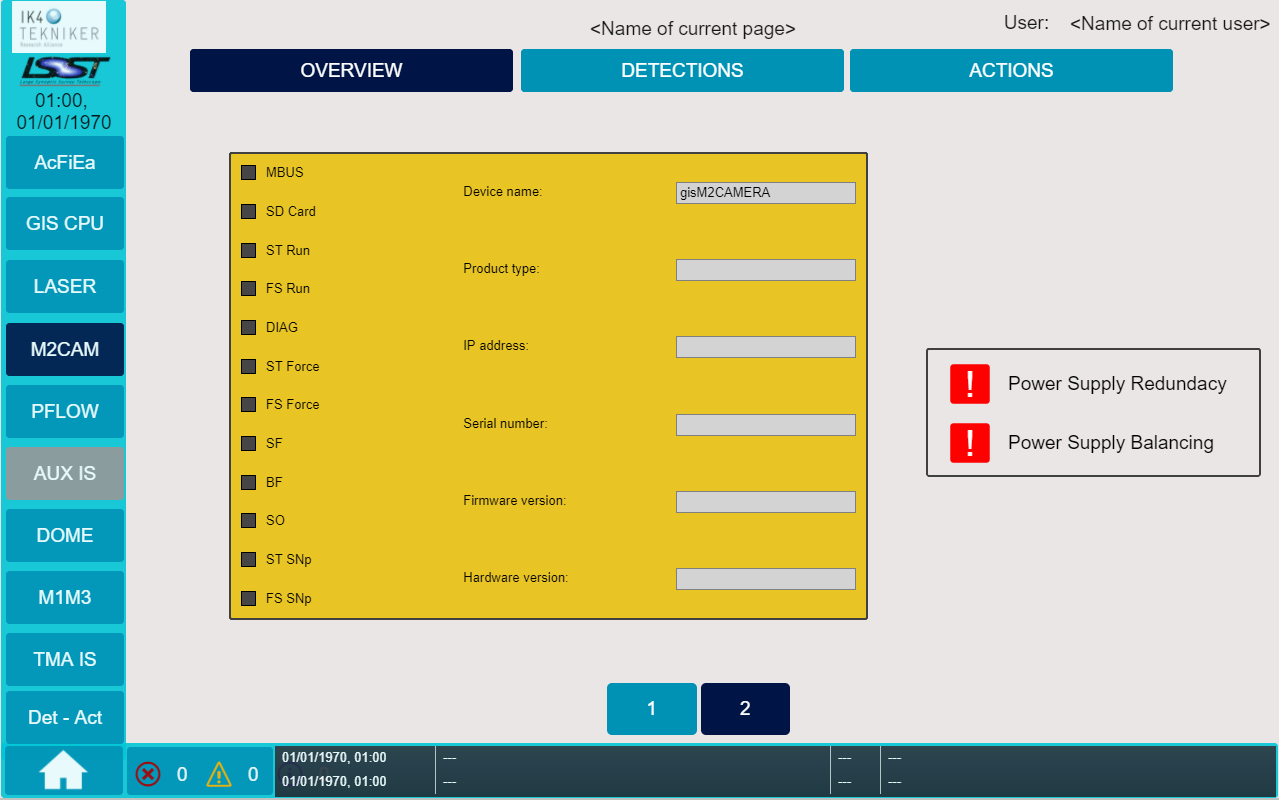 IK4
TEKNIKER
Research Alliance
LSST
Large Synoptic Survey Telescope
01:00,
01/01/1970
<Name of current page>
User: <Name of current user>
OVERVIEW
DETECTIONS
ACTIONS
AcFiEa
GIS CPU
LASER
M2CAM
PFLOW
AUX IS
DOME
M1M3
TMA IS
Det - Act
MBUS
SD Card
ST Run
FS Run
DIAG
ST Force
FS Force
SF
BF
SO
ST SNp
FS SNp
Device name: gisM2CAMERA
Product type:
IP address:
Serial number:
Firmware version:
Hardware version:
! Power Supply Redundacy
! Power Supply Balancing
1
2
0
0
01/01/1970, 01:00 --- --- ---
01/01/1970, 01:00 --- --- ---